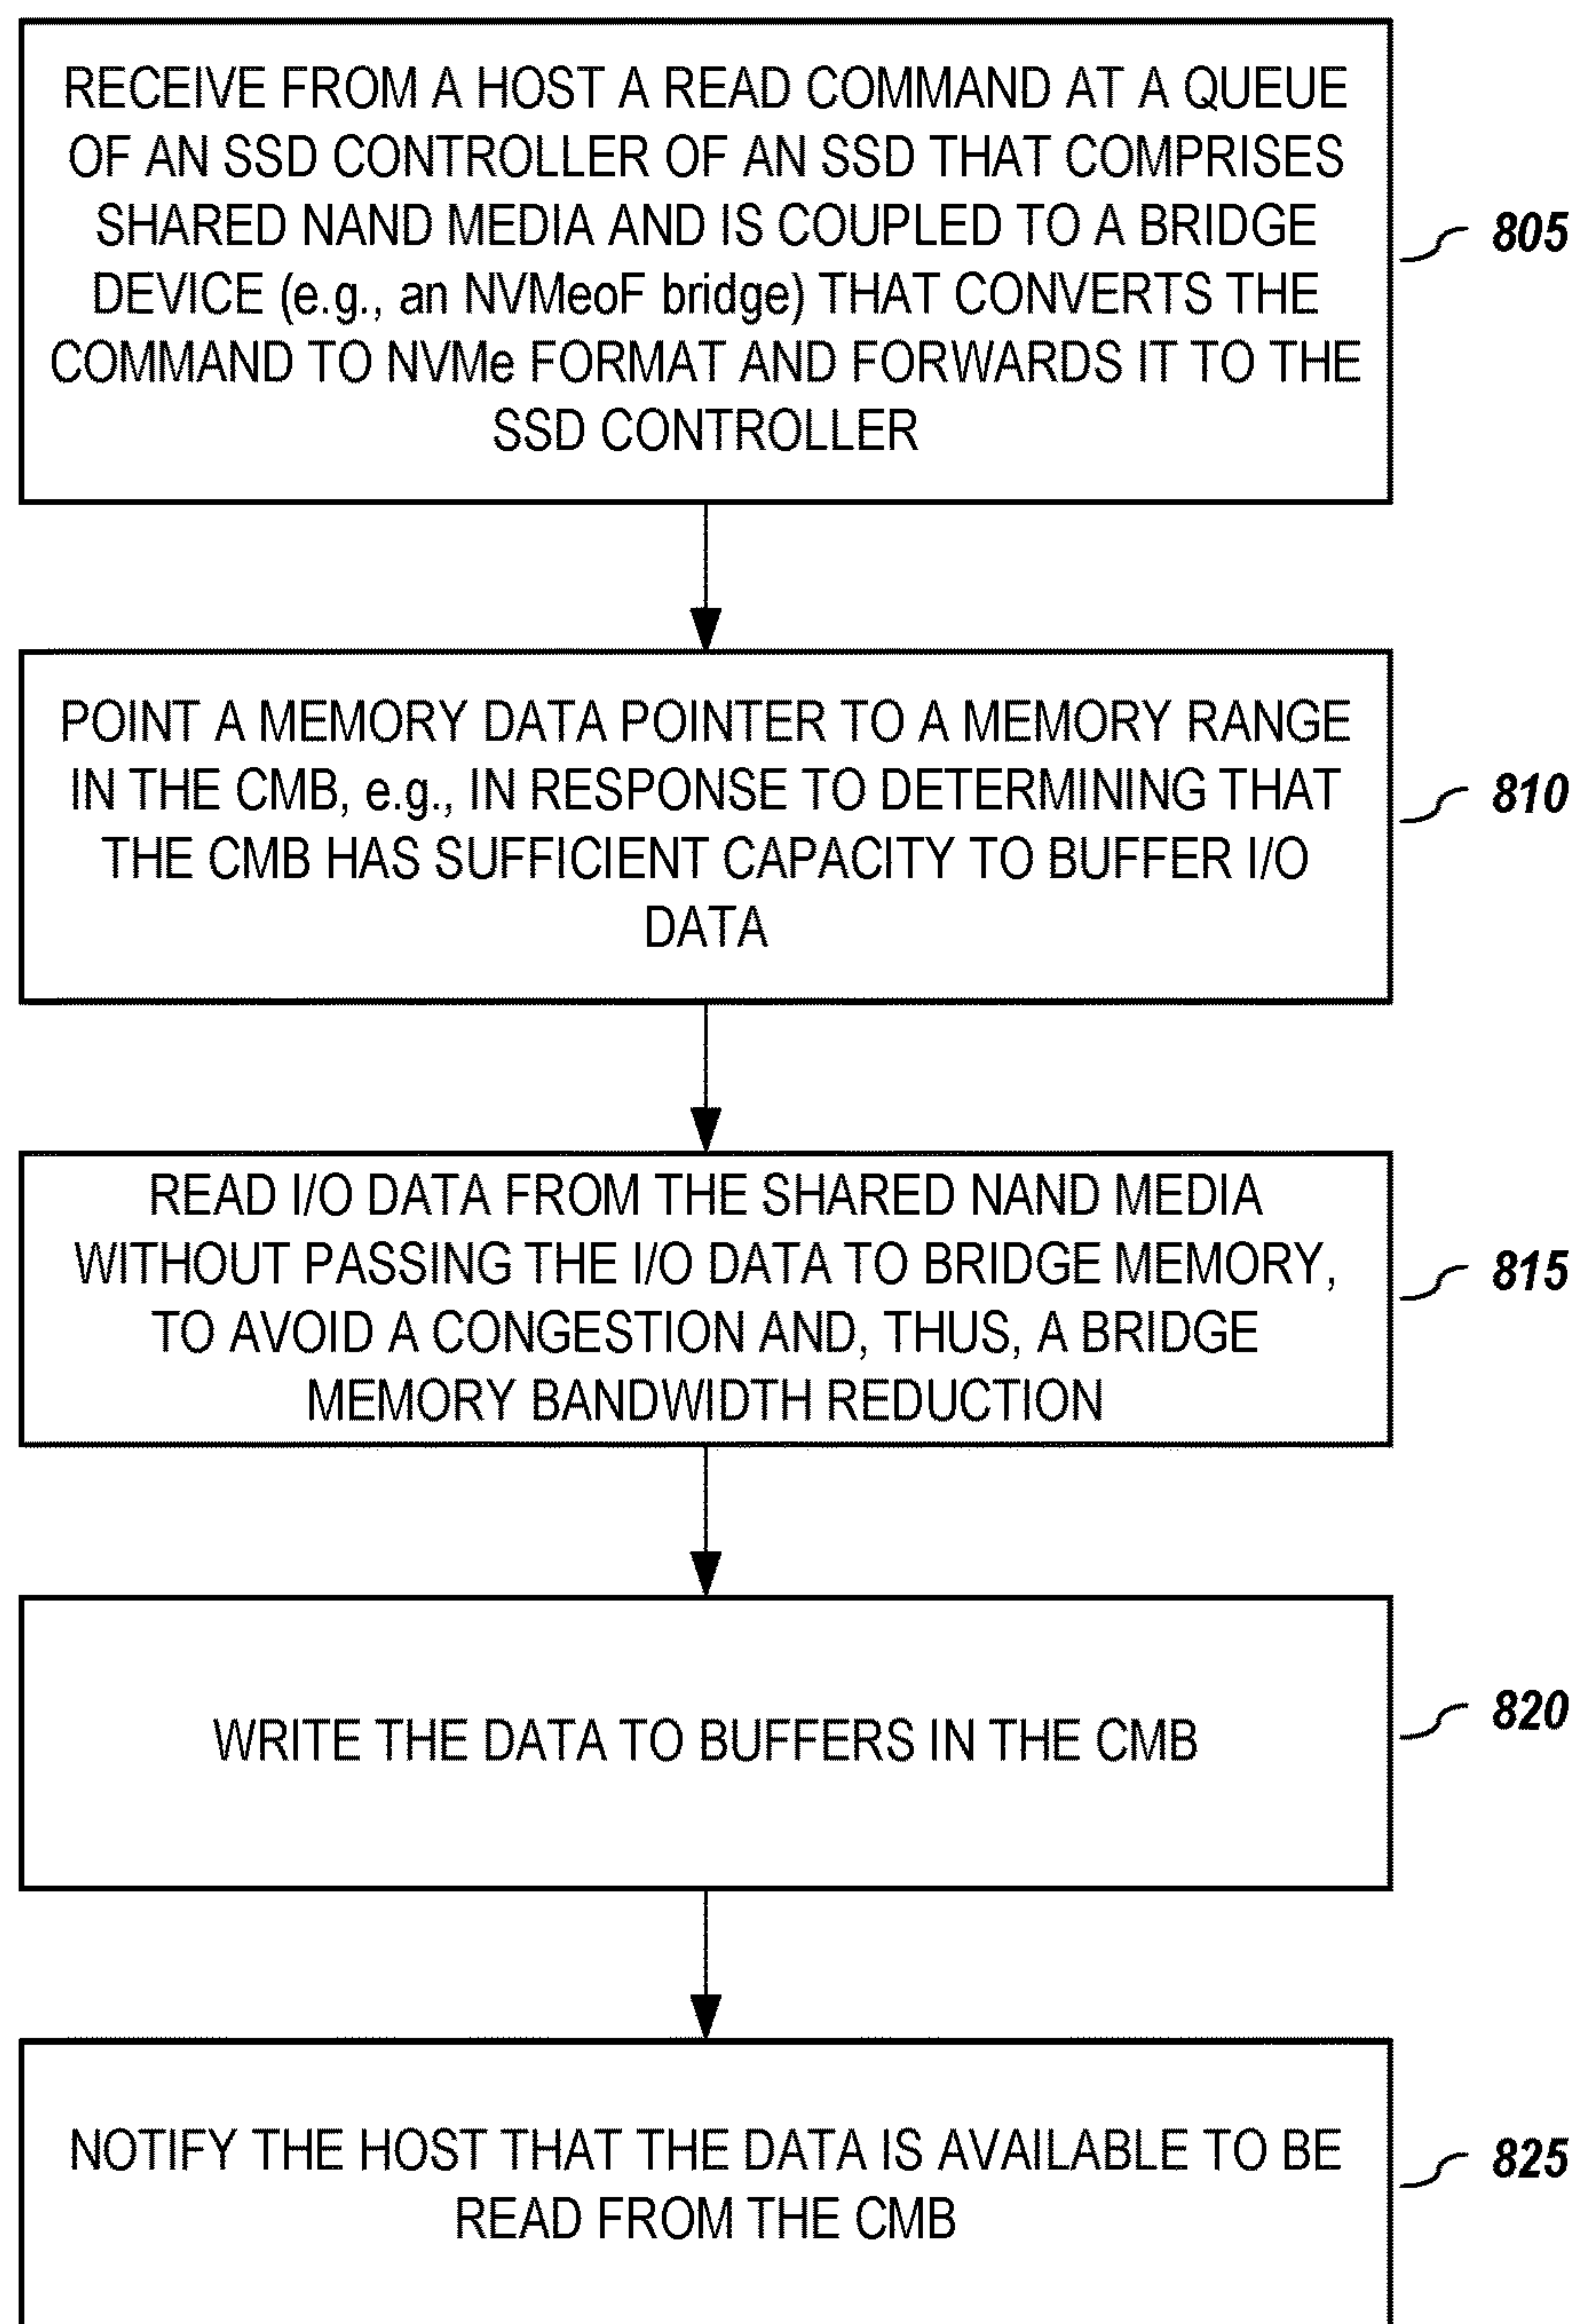 RECEIVE FROM A HOST A READ COMMAND AT A QUEUE
OF AN SSD CONTROLLER OF AN SSD THAT COMPRISES
SHARED NAND MEDIA AND IS COUPLED TO A BRIDGE
DEVICE (e.g., an NVMeoF bridge) THAT CONVERTS THE
COMMAND TO NVMe FORMAT AND FORWARDS IT TO THE
SSD CONTROLLER
805
POINT A MEMORY DATA POINTER TO A MEMORY RANGE
IN THE CMB, e.g., IN RESPONSE TO DETERMINING THAT
THE CMB HAS SUFFICIENT CAPACITY TO BUFFER I/O
DATA
810
READ I/O DATA FROM THE SHARED NAND MEDIA
WITHOUT PASSING THE I/O DATA TO BRIDGE MEMORY,
TO AVOID A CONGESTION AND, THUS, A BRIDGE
MEMORY BANDWIDTH REDUCTION
815
WRITE THE DATA TO BUFFERS IN THE CMB
820
NOTIFY THE HOST THAT THE DATA IS AVAILABLE TO BE
READ FROM THE CMB
825